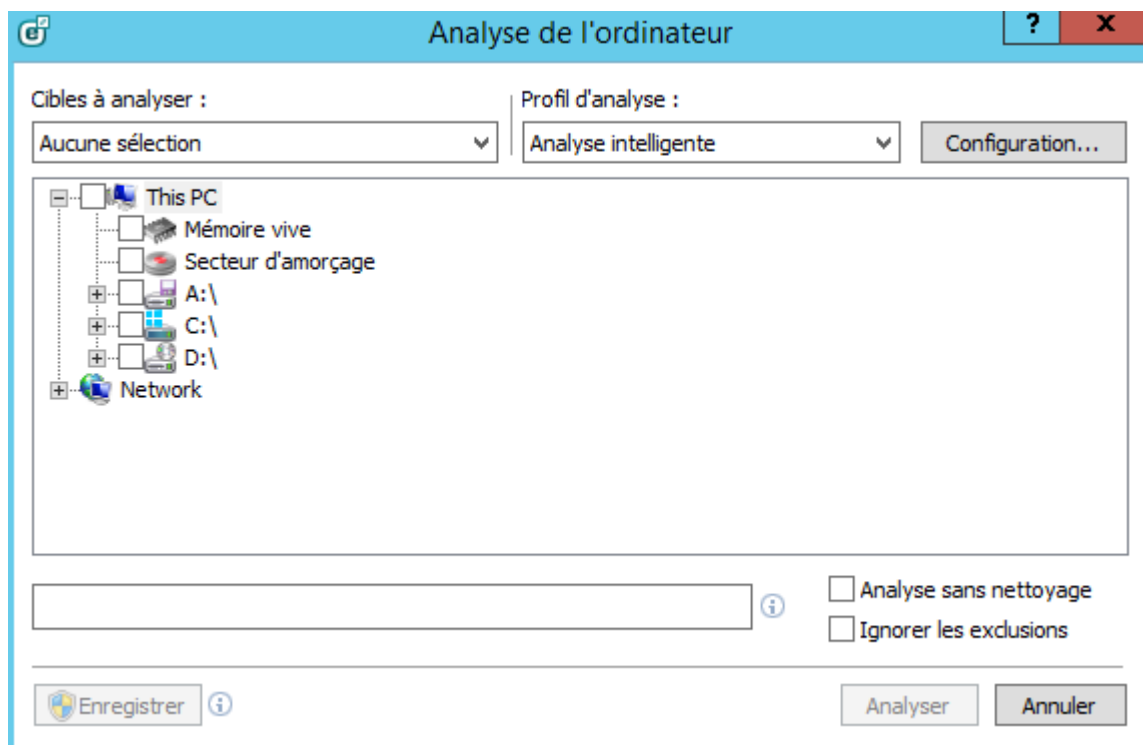 Analyse de l'ordinateur
? x
Cibles à analyser : Profil d'analyse :
Aucune sélection Analyse intelligente Configuration...
This PC
Mémoire vive
Secteur d'amorçage
A:\
C:\
D:\
Network
Analyse sans nettoyage
Ignorer les exclusions
Enregistrer Analyser Annuler